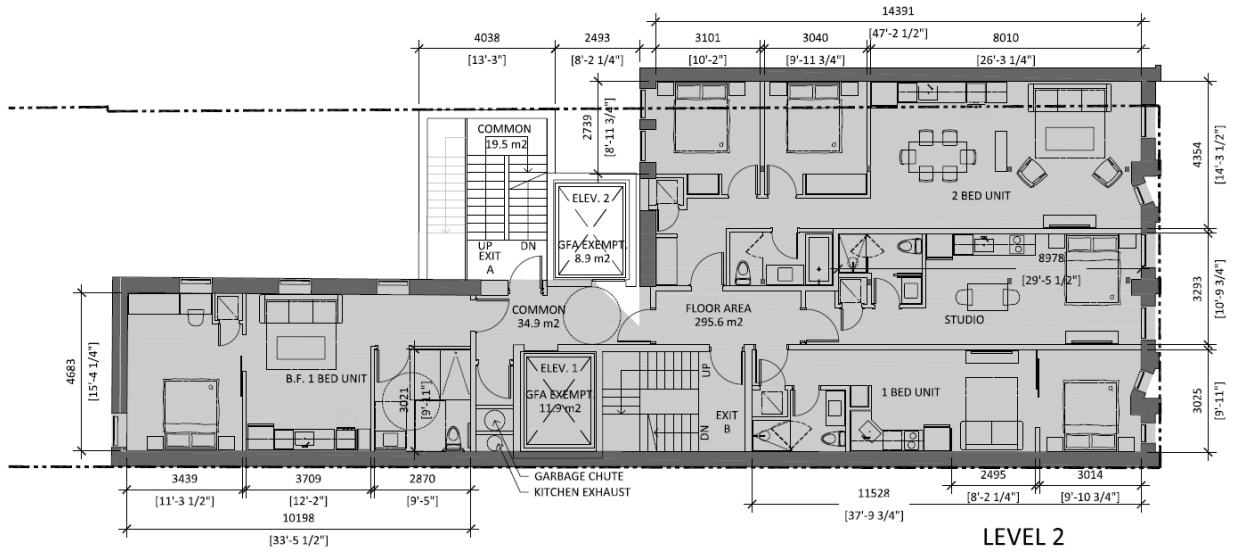 14391
[47'-2 1/2"]
4038
[13'-3"]
2493
[8'-2 1/4"]
3101
[10'-2"]
3040
[9'-11 3/4"]
8010
[26'-3 1/4"]
2739
[8'-11 3/4"]
COMMON
19.5 m2
4354
[14'-3 1/2"]
ELEV. 2
GFA EXEMPT.
8.9 m2
2 BED UNIT
UP
DN
EXIT
A
8978
[29'-5 1/2"]
3293
[10'-9 3/4"]
COMMON
34.9 m2
FLOOR AREA
295.6 m2
STUDIO
4683
[15'-4 1/4"]
B.F. 1 BED UNIT
3021
[9'-11"]
ELEV. 1
GFA EXEMPT.
11.9 m2
UP
DN
EXIT
B
1 BED UNIT
3025
[9'-11"]
GARBAGE CHUTE
KITCHEN EXHAUST
3439
[11'-3 1/2"]
3709
[12'-2"]
2870
[9'-5"]
10198
[33'-5 1/2"]
2495
[8'-2 1/4"]
3014
[9'-10 3/4"]
11528
[37'-9 3/4"]
LEVEL 2